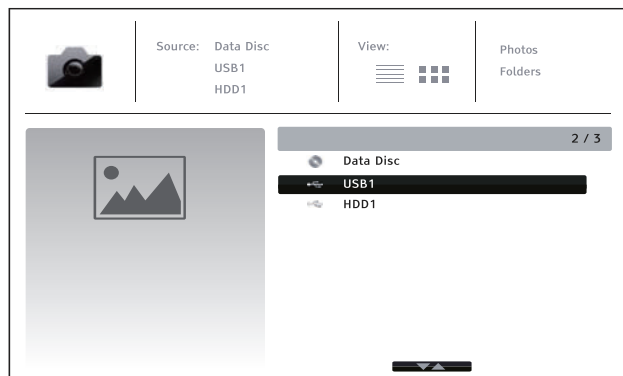 Source: Data Disc
USB1
HDD1
View:
Photos
Folders
2 / 3
Data Disc
USB1
HDD1